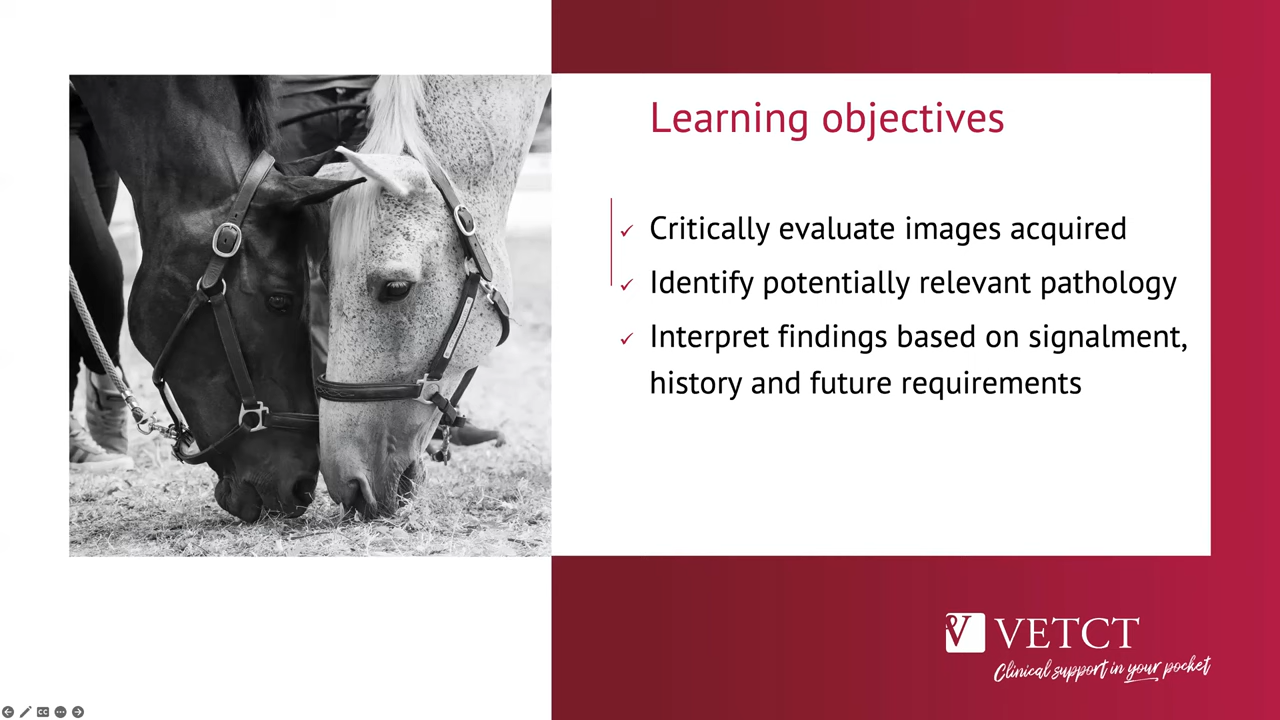 Learning objectives
Critically evaluate images acquired
Identify potentially relevant pathology
Interpret findings based on signalment,
history and future requirements
VETCT
Clinical support in your pocket
CC